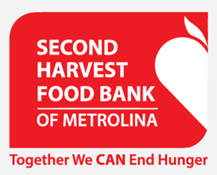 SECOND
HARVEST
FOOD BANK
OF METROLINA
Together We CAN End Hunger